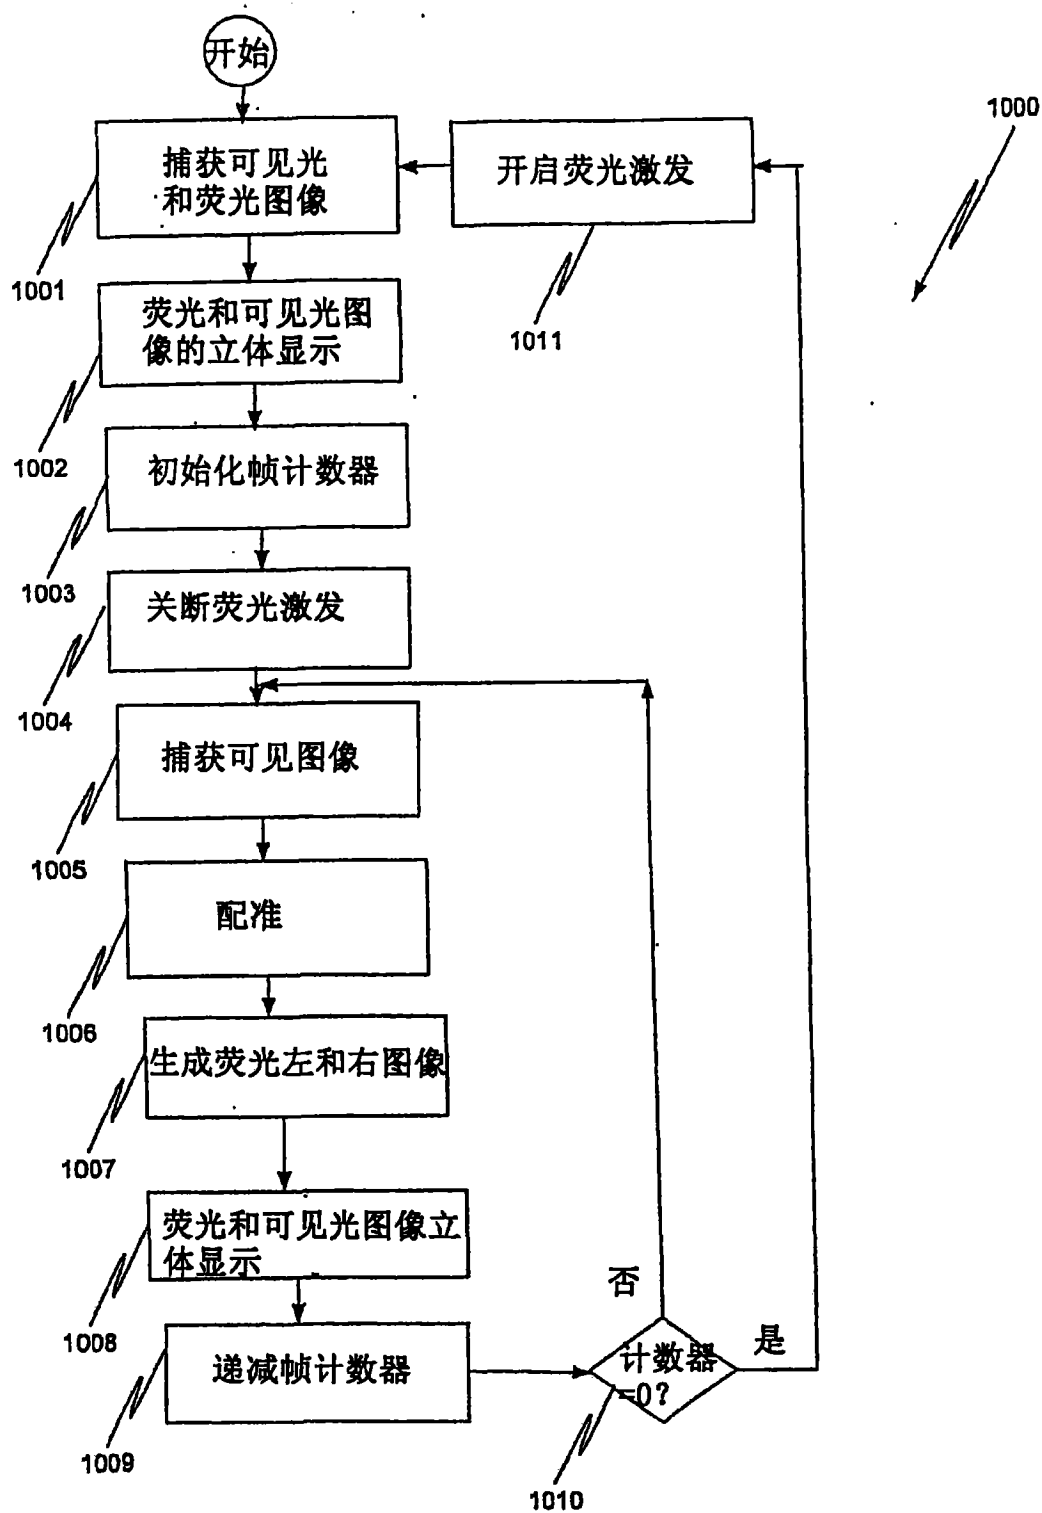 开始
1000
捕获可见光
和荧光图像
开启荧光激发
1001
1011
荧光和可见光图
像的立体显示
1002
初始化帧计数器
1003
关断荧光激发
1004
捕获可见图像
1005
配准
1006
生成荧光左和右图像
1007
荧光和可见光图像立
体显示
1008
否
是
递减帧计数器
计数器
=0?
1009
1010